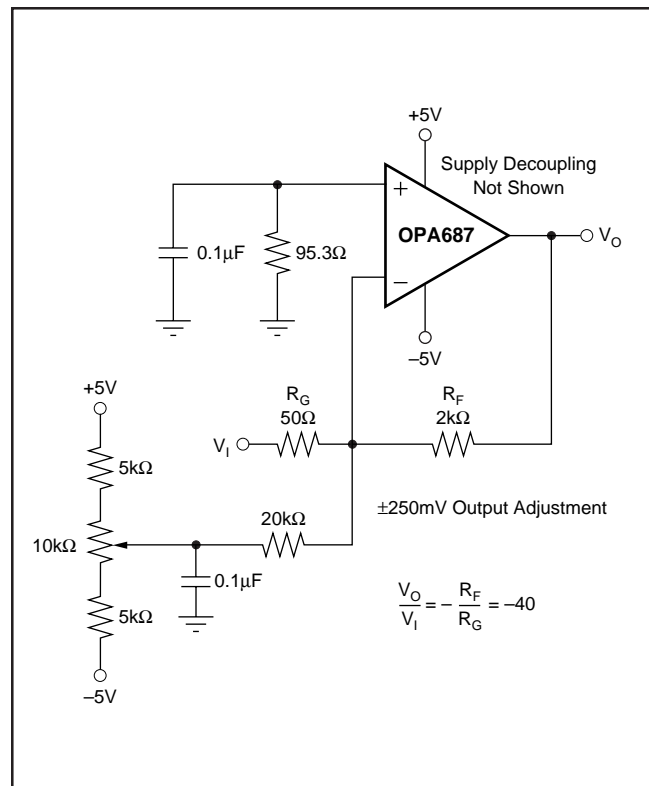 +5V
Supply Decoupling
Not Shown
+
OPA687
–
V_O
0.1µF
95.3Ω
–5V
+5V
R_G
50Ω
R_F
2kΩ
V_I
5kΩ
20kΩ
±250mV Output Adjustment
10kΩ
0.1µF
V_O/V_I = – R_F/R_G = –40
5kΩ
–5V